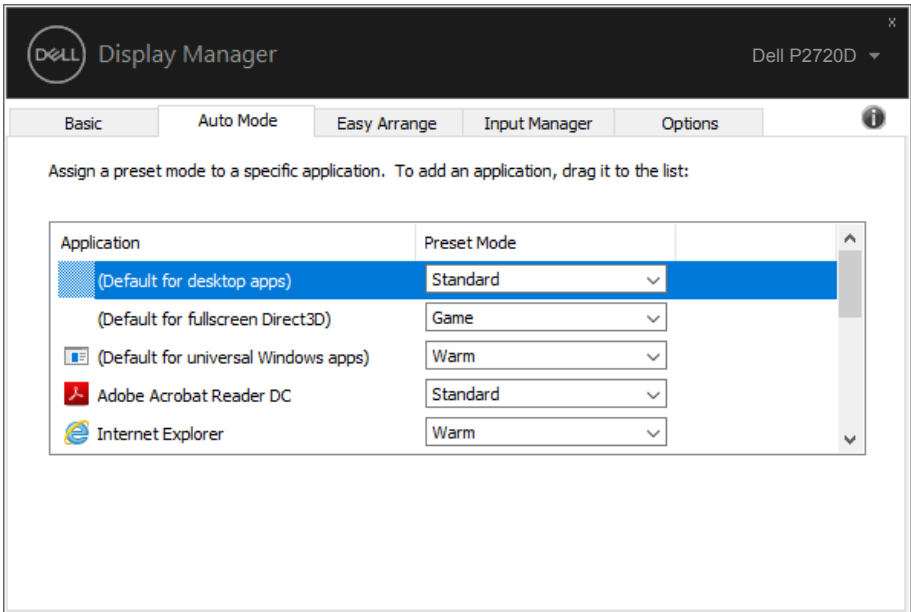 x
DELL Display Manager Dell P2720D
Basic Auto Mode Easy Arrange Input Manager Options
Assign a preset mode to a specific application. To add an application, drag it to the list:
Application Preset Mode
(Default for desktop apps) Standard
(Default for fullscreen Direct3D) Game
(Default for universal Windows apps) Warm
Adobe Acrobat Reader DC Standard
Internet Explorer Warm